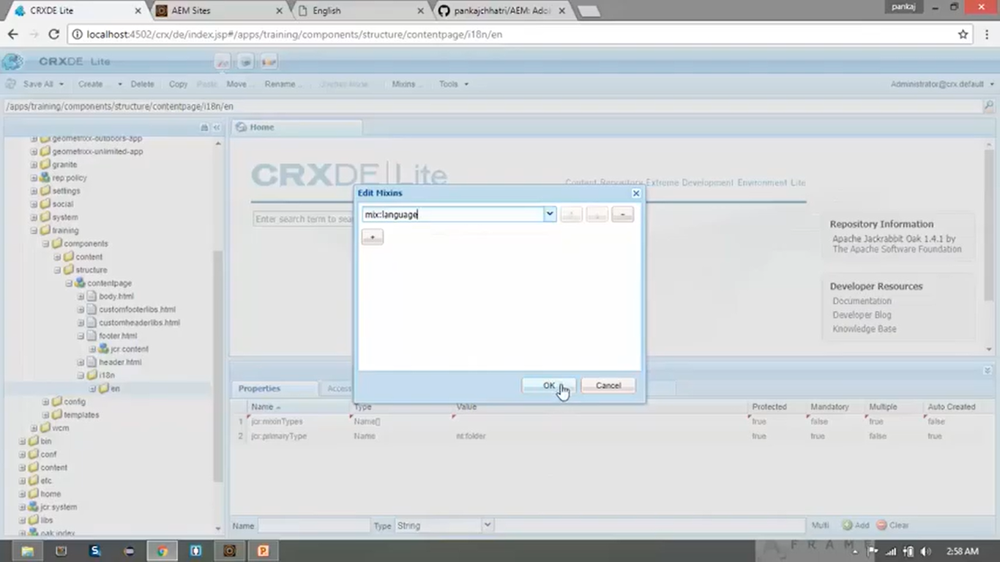 CRXDE Lite
AEM Sites
English
pankajchhatri/AEM: Ado
pankaj
localhost:4502/crx/de/index.jsp#/apps/training/components/structure/contentpage/i18n/en
CRXDE Lite
Save All
Create ...
Delete
Copy
Paste
Move ...
Rename ...
Mixins ...
Tools
Administrator@crx.default
/apps/training/components/structure/contentpage/i18n/en
Home
geometrixx-outdoors-app
geometrixx-unlimited-app
granite
rep:policy
settings
social
system
training
components
content
structure
contentpage
body.html
customfooterlibs.html
customheaderlibs.html
footer.html
jcr:content
header.html
i18n
en
config
templates
wcm
bin
conf
content
etc
home
jcr:system
libs
oak:index
CRXDE Lite
Content Repository Extreme Development Environment Lite
Enter search term to sea
Repository Information
Apache Jackrabbit Oak 1.4.1 by
The Apache Software Foundation
Developer Resources
Documentation
Developer Blog
Knowledge Base
Edit Mixins
mix:language
+
-
OK
Cancel
Properties
Access
Name
Type
Value
Protected
Mandatory
Multiple
Auto Created
1 jcr:mixinTypes Name[] true false true false
2 jcr:primaryType Name nt:folder true true false true
Name
Type
String
Multi
Add
Clear
A FRAME
2:58 AM